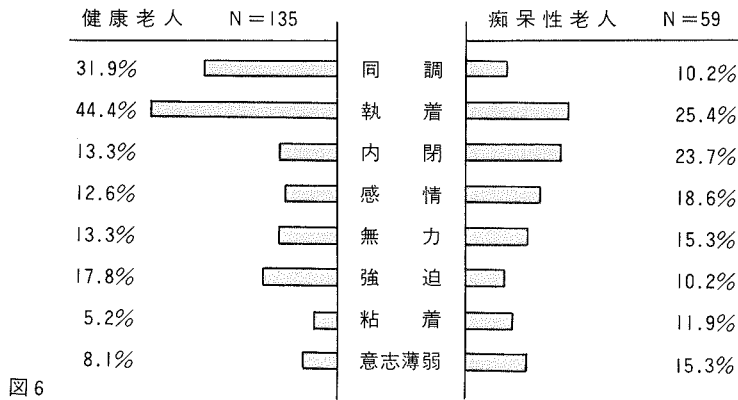 健康老人 N=135 痴呆性老人 N=59
31.9% 同調 10.2%
44.4% 執着 25.4%
13.3% 内閉 23.7%
12.6% 感情 18.6%
13.3% 無力 15.3%
17.8% 強迫 10.2%
5.2% 粘着 11.9%
8.1% 意志薄弱 15.3%
図6